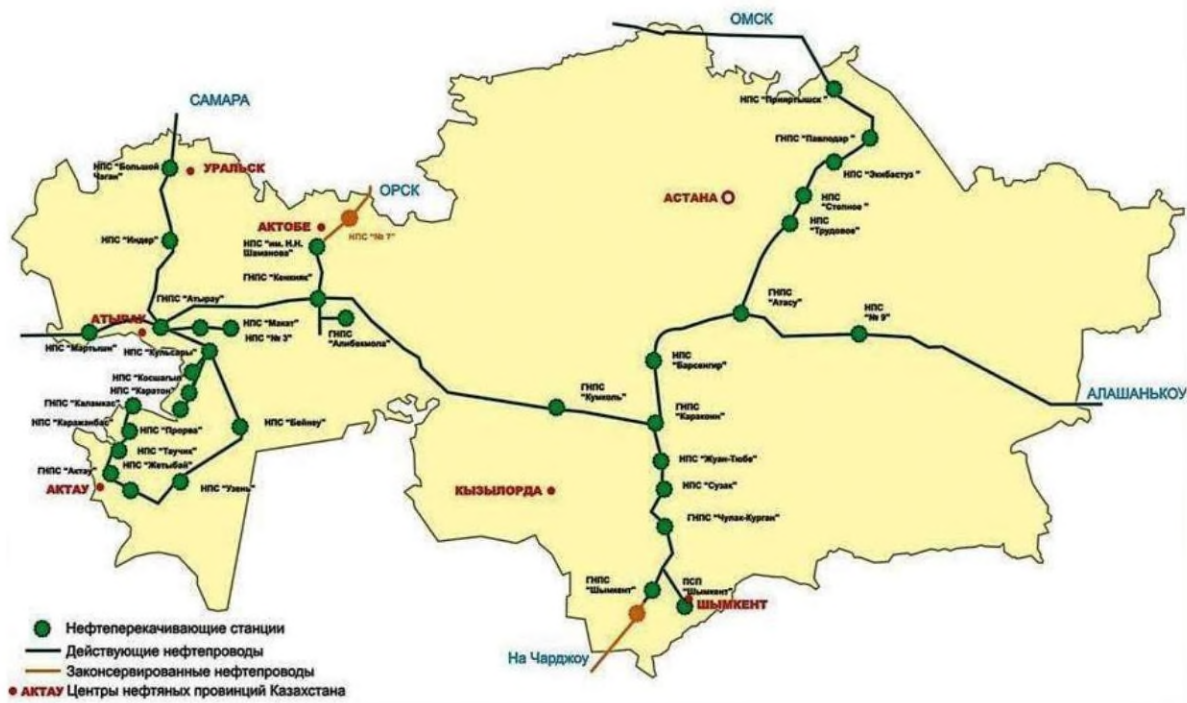 ОМСК
НПС "Прииртышск"
САМАРА
ГНПС "Павлодар"
НПС "Большой
Чаган"
УРАЛЬСК
НПС "Экибастуз"
ОРСК
АСТАНА
НПС
"Степное"
АКТОБЕ
НПС
"Трудовое"
НПС "№ 7"
НПС "Индер"
НПС "им. Н.Н.
Шаманова"
ГНПС "Кенкияк"
ГНПС
"Атасу"
ГНПС "Атырау"
НПС
"№ 9"
АТЫРАУ
НПС "Макат"
НПС "№ 3"
ГНПС
"Алибекмола"
НПС "Мартыши"
НПС "Кульсары"
НПС
"Барсенгир"
НПС "Косшагыл"
НПС "Каратон"
ГНПС
"Кумколь"
АЛАШАНЬКОУ
ГНПС "Каламкас"
ГНПС
"Каракоин"
НПС "Каражанбас"
НПС "Прорва"
НПС "Бейнеу"
НПС "Таучик"
НПС "Жуан-Тюбе"
НПС "Жетыбай"
ГНПС "Актау"
АКТАУ
НПС "Узень"
КЫЗЫЛОРДА
НПС "Сузак"
ГНПС "Чулак-Курган"
ГНПС
"Шымкент"
ПСП
"Шымкент"
ШЫМКЕНТ
На Чарджоу
Нефтеперекачивающие станции
Действующие нефтепроводы
Законсервированные нефтепроводы
АКТАУ Центры нефтяных провинций Казахстана